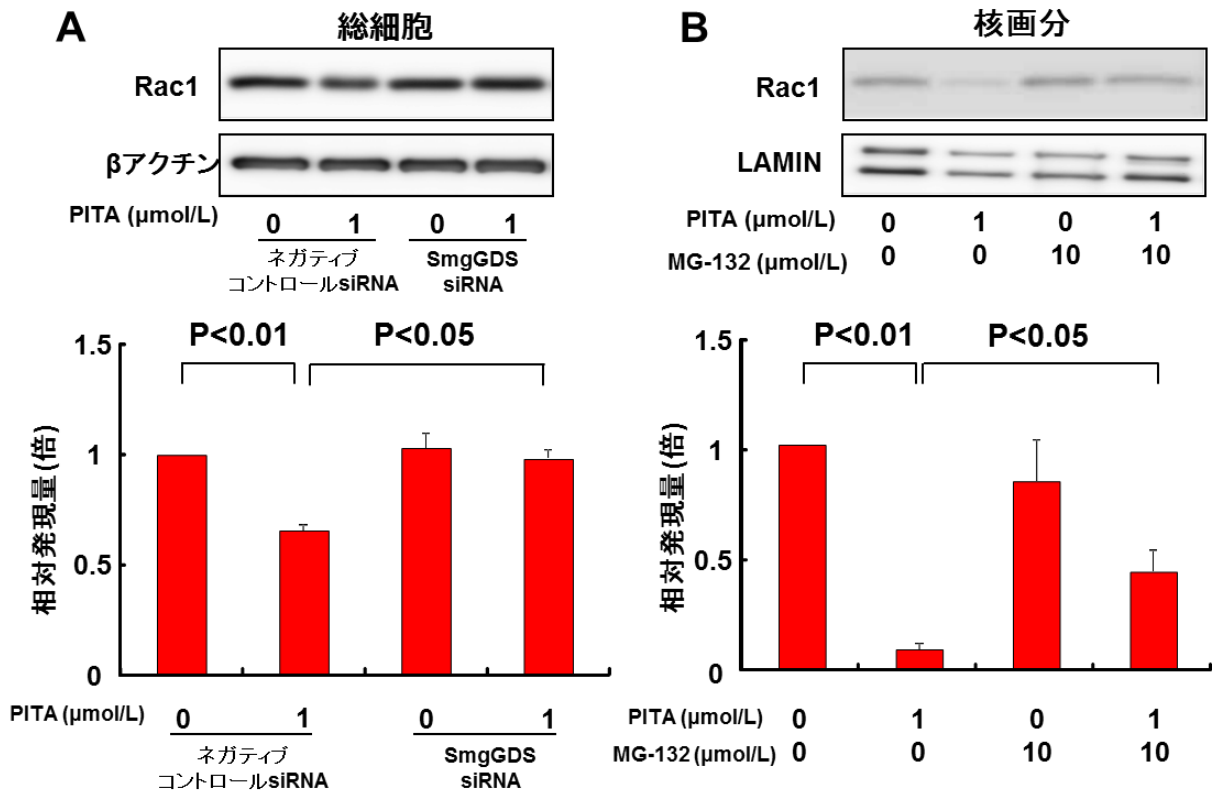 A
総細胞
Rac1
βアクチン
PITA (µmol/L)
0 1 0 1
ネガティブ
コントロールsiRNA
SmgGDS
siRNA
P<0.01
P<0.05
1.5
1
0.5
0
相対発現量(倍)
PITA (µmol/L)
0 1 0 1
ネガティブ
コントロールsiRNA
SmgGDS
siRNA
B
核画分
Rac1
LAMIN
PITA (µmol/L)
0 1 0 1
MG-132 (µmol/L)
0 0 10 10
P<0.01
P<0.05
1.5
1
0.5
0
相対発現量(倍)
PITA (µmol/L)
0 1 0 1
MG-132 (µmol/L)
0 0 10 10